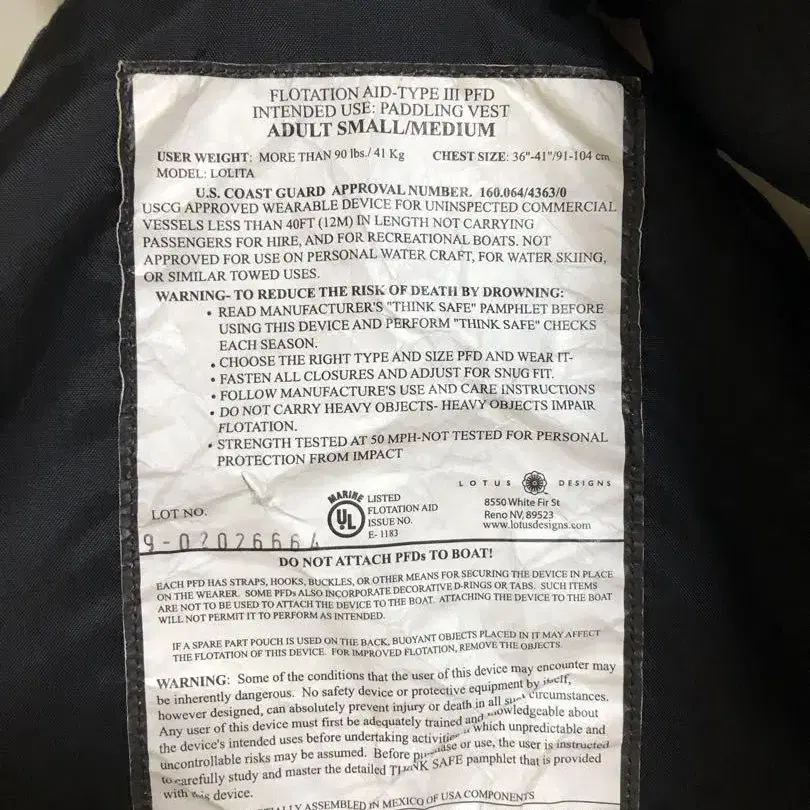 FLOTATION AID-TYPE III PFD
INTENDED USE: PADDLING VEST
ADULT SMALL/MEDIUM
USER WEIGHT: MORE THAN 90 lbs./ 41 Kg CHEST SIZE: 36"-41"/91-104 cm
MODEL: LOLITA
U.S. COAST GUARD APPROVAL NUMBER. 160.064/4363/0
USCG APPROVED WEARABLE DEVICE FOR UNINSPECTED COMMERCIAL
VESSELS LESS THAN 40FT (12M) IN LENGTH NOT CARRYING
PASSENGERS FOR HIRE, AND FOR RECREATIONAL BOATS. NOT
APPROVED FOR USE ON PERSONAL WATER CRAFT, FOR WATER SKIING,
OR SIMILAR TOWED USES.
WARNING- TO REDUCE THE RISK OF DEATH BY DROWNING:
• READ MANUFACTURER'S "THINK SAFE" PAMPHLET BEFORE
USING THIS DEVICE AND PERFORM "THINK SAFE" CHECKS
EACH SEASON.
• CHOOSE THE RIGHT TYPE AND SIZE PFD AND WEAR IT-
• FASTEN ALL CLOSURES AND ADJUST FOR SNUG FIT.
• FOLLOW MANUFACTURE'S USE AND CARE INSTRUCTIONS
• DO NOT CARRY HEAVY OBJECTS- HEAVY OBJECTS IMPAIR
FLOTATION.
• STRENGTH TESTED AT 50 MPH-NOT TESTED FOR PERSONAL
PROTECTION FROM IMPACT
LOTUS DESIGNS
8550 White Fir St
Reno NV, 89523
www.lotusdesigns.com
MARINE
UL
LISTED
FLOTATION AID
ISSUE NO.
E- 1183
LOT NO.
9-02026664
DO NOT ATTACH PFDs TO BOAT!
EACH PFD HAS STRAPS, HOOKS, BUCKLES, OR OTHER MEANS FOR SECURING THE DEVICE IN PLACE
ON THE WEARER. SOME PFDs ALSO INCORPORATE DECORATIVE D-RINGS OR TABS. SUCH ITEMS
ARE NOT TO BE USED TO ATTACH THE DEVICE TO THE BOAT. ATTACHING THE DEVICE TO THE BOAT
WILL NOT PERMIT IT TO PERFORM AS INTENDED.
IF A SPARE PART POUCH IS USED ON THE BACK, BUOYANT OBJECTS PLACED IN IT MAY AFFECT
THE FLOTATION OF THIS DEVICE. FOR IMPROVED FLOTATION, REMOVE THE OBJECTS.
WARNING: Some of the conditions that the user of this device may encounter may
be inherently dangerous. No safety device or protective equipment by itself,
however designed, can absolutely prevent injury or death in all such circumstances.
Any user of this device must first be adequately trained and knowledgeable about
the device's intended uses before undertaking activities which unpredictable and
uncontrollable risks may be assumed. Before purchase or use, the user is instructed
to carefully study and master the detailed THINK SAFE pamphlet that is provided
with this device.
ASSEMBLED IN MEXICO OF USA COMPONENTS